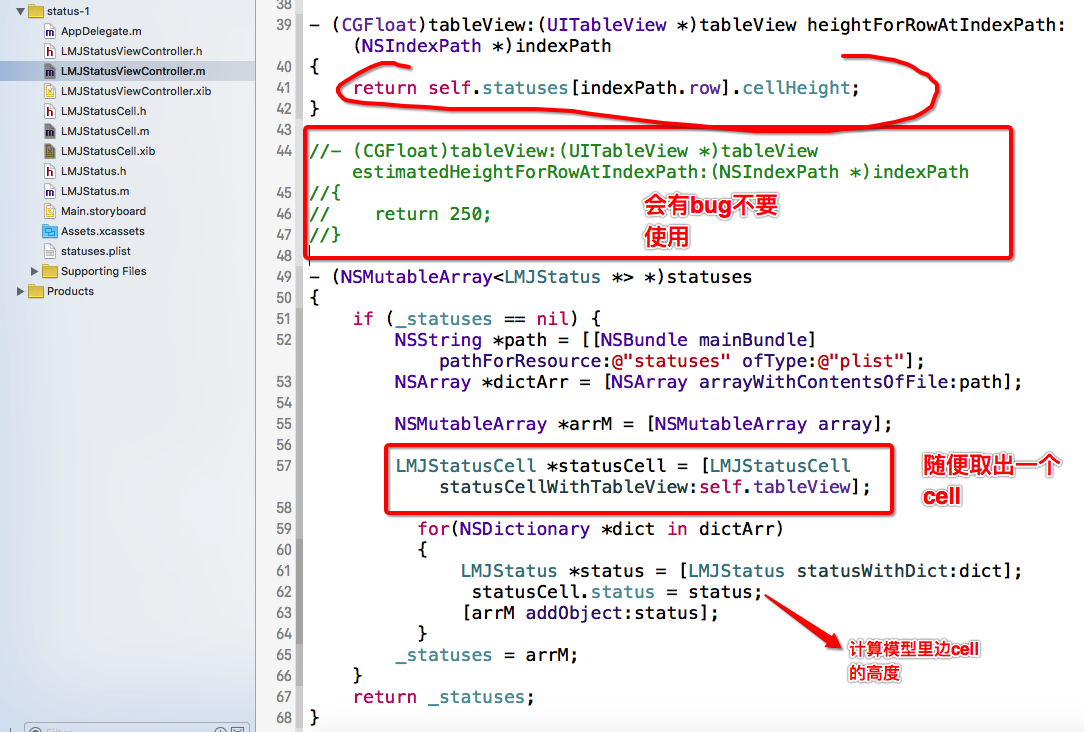 status-1
AppDelegate.m
LMJStatusViewController.h
LMJStatusViewController.m
LMJStatusViewController.xib
LMJStatusCell.h
LMJStatusCell.m
LMJStatusCell.xib
LMJStatus.h
LMJStatus.m
Main.storyboard
Assets.xcassets
statuses.plist
Supporting Files
Products
38
39 - (CGFloat)tableView:(UITableView *)tableView heightForRowAtIndexPath:
(NSIndexPath *)indexPath
40 {
41 return self.statuses[indexPath.row].cellHeight;
42 }
43
44 //- (CGFloat)tableView:(UITableView *)tableView
estimatedHeightForRowAtIndexPath:(NSIndexPath *)indexPath
45 //{
46 // return 250;
47 //}
48
会有bug不要
使用
49 - (NSMutableArray<LMJStatus *> *)statuses
50 {
51 if (_statuses == nil) {
52 NSString *path = [[NSBundle mainBundle]
pathForResource:@"statuses" ofType:@"plist"];
53 NSArray *dictArr = [NSArray arrayWithContentsOfFile:path];
54
55 NSMutableArray *arrM = [NSMutableArray array];
56
57 LMJStatusCell *statusCell = [LMJStatusCell
statusCellWithTableView:self.tableView];
58
随便取出一个
cell
59 for(NSDictionary *dict in dictArr)
60 {
61 LMJStatus *status = [LMJStatus statusWithDict:dict];
62 statusCell.status = status;
63 [arrM addObject:status];
64 }
65 _statuses = arrM;
66 }
67 return _statuses;
68 }
计算模型里边cell
的高度